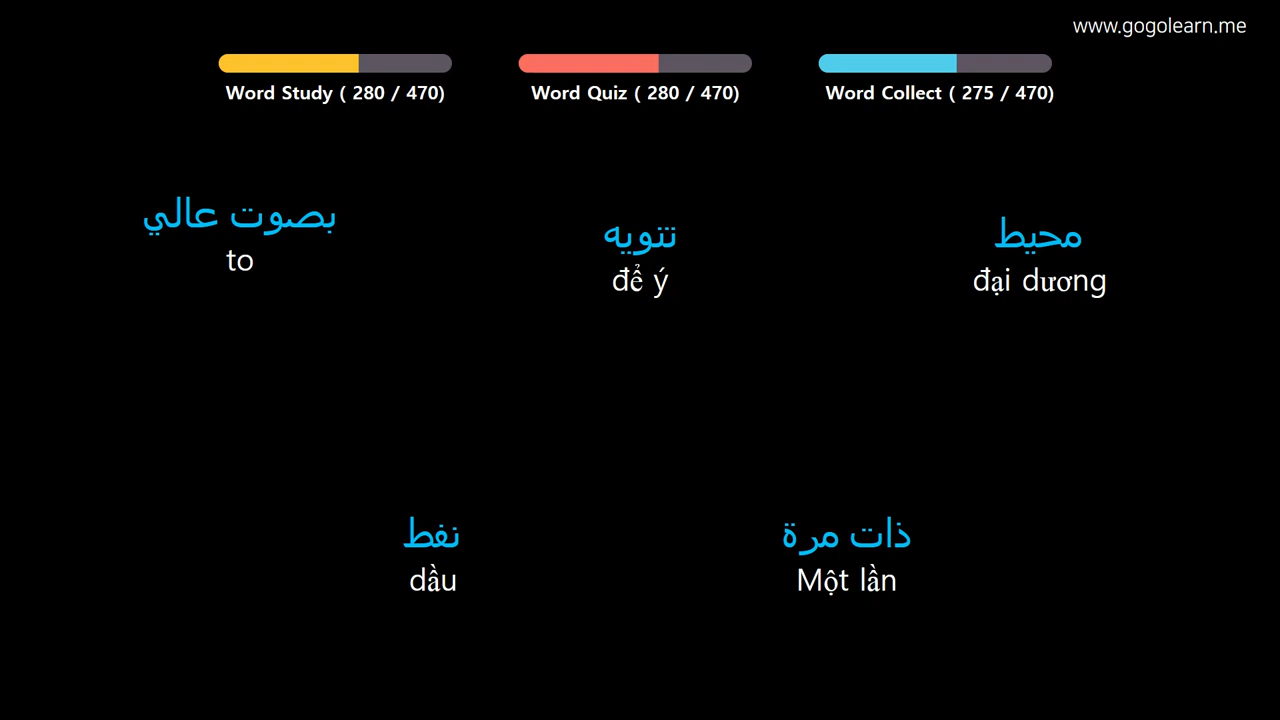 www.gogolearn.me
Word Study ( 280 / 470)
Word Quiz ( 280 / 470)
Word Collect ( 275 / 470)
بصوت عالي
to
تنويه
để ý
محيط
đại dương
نفط
dầu
ذات مرة
Một lần